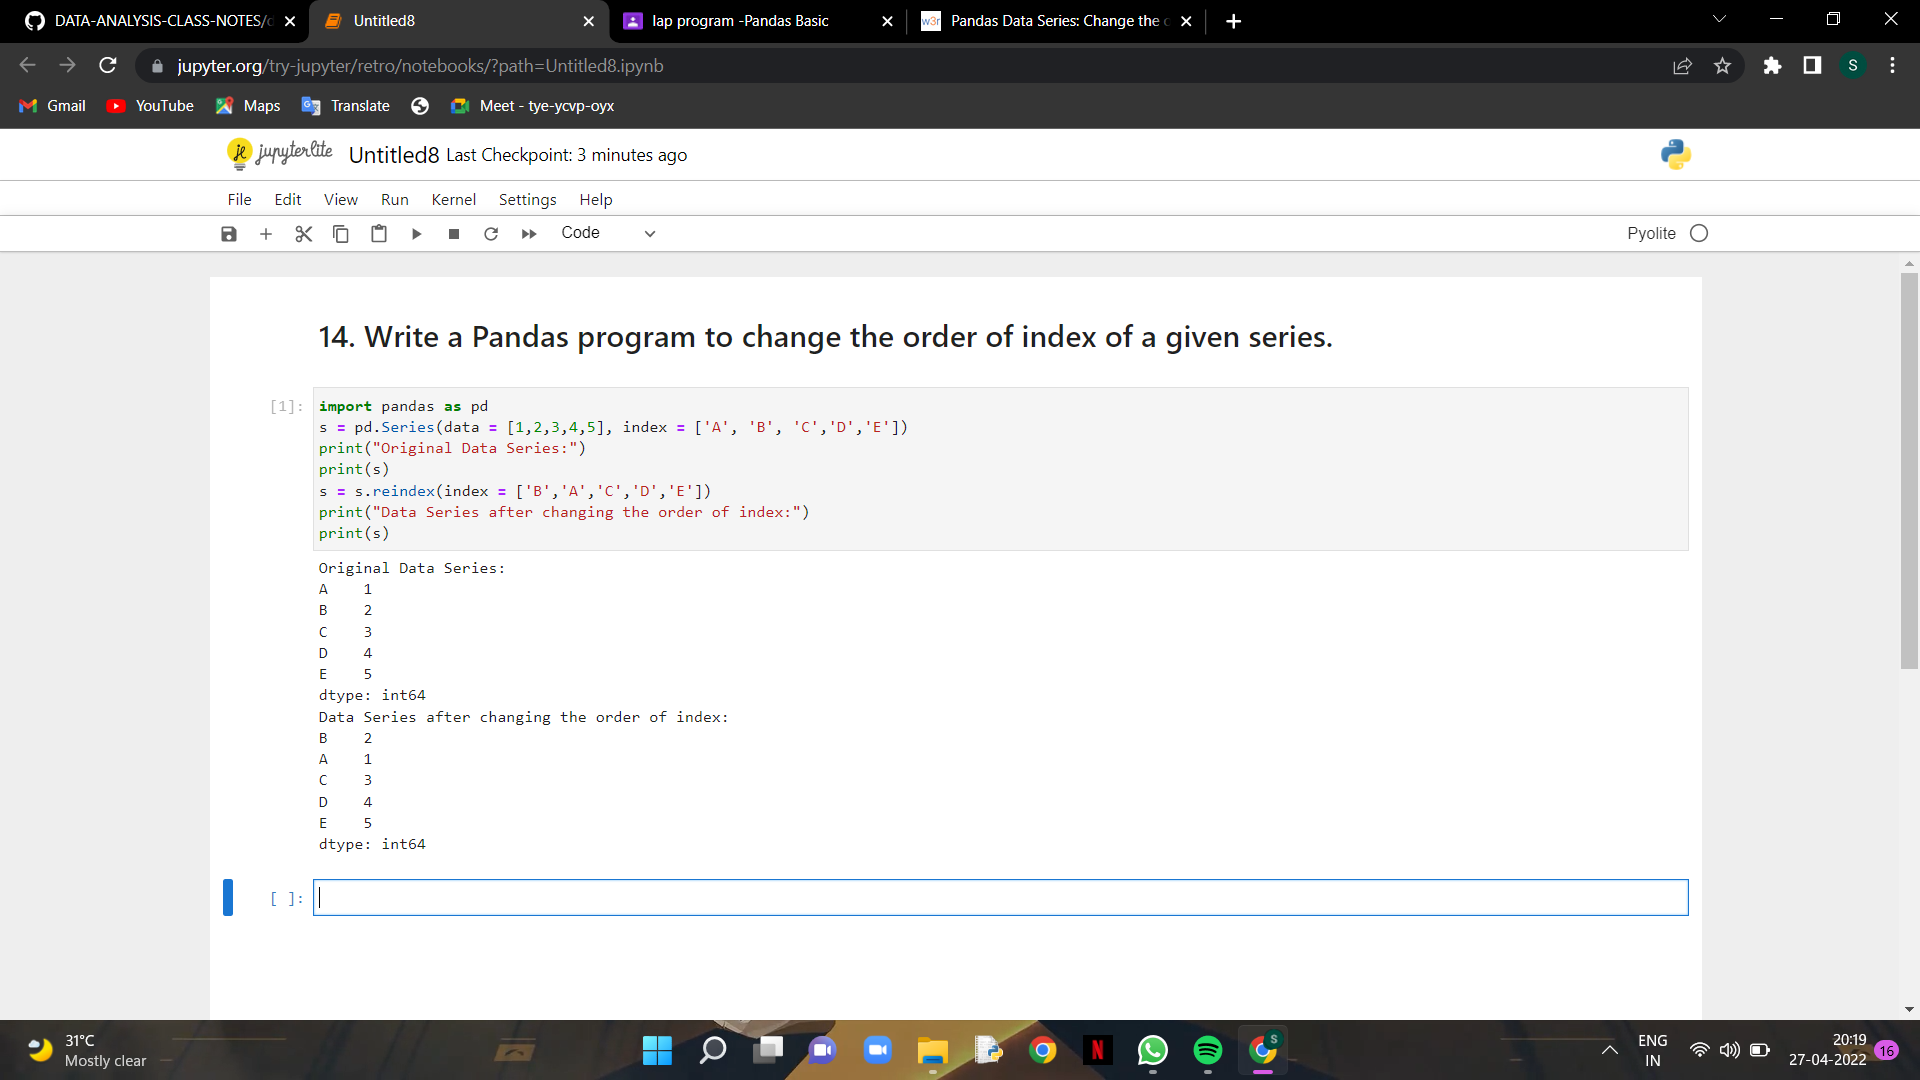 DATA-ANALYSIS-CLASS-NOTES/
Untitled8
lap program -Pandas Basic
w3r
Pandas Data Series: Change the
jupyter.org/try-jupyter/retro/notebooks/?path=Untitled8.ipynb
S
Gmail
YouTube
Maps
Translate
Meet - tye-ycvp-oyx
jupyterlite
Untitled8 Last Checkpoint: 3 minutes ago
File Edit View Run Kernel Settings Help
Code
Pyolite
14. Write a Pandas program to change the order of index of a given series.
[1]:
import pandas as pd
s = pd.Series(data = [1,2,3,4,5], index = ['A', 'B', 'C','D','E'])
print("Original Data Series:")
print(s)
s = s.reindex(index = ['B','A','C','D','E'])
print("Data Series after changing the order of index:")
print(s)
Original Data Series:
A 1
B 2
C 3
D 4
E 5
dtype: int64
Data Series after changing the order of index:
B 2
A 1
C 3
D 4
E 5
dtype: int64
[ ]:
31°C
Mostly clear
N
S
ENG
IN
20:19
27-04-2022
16